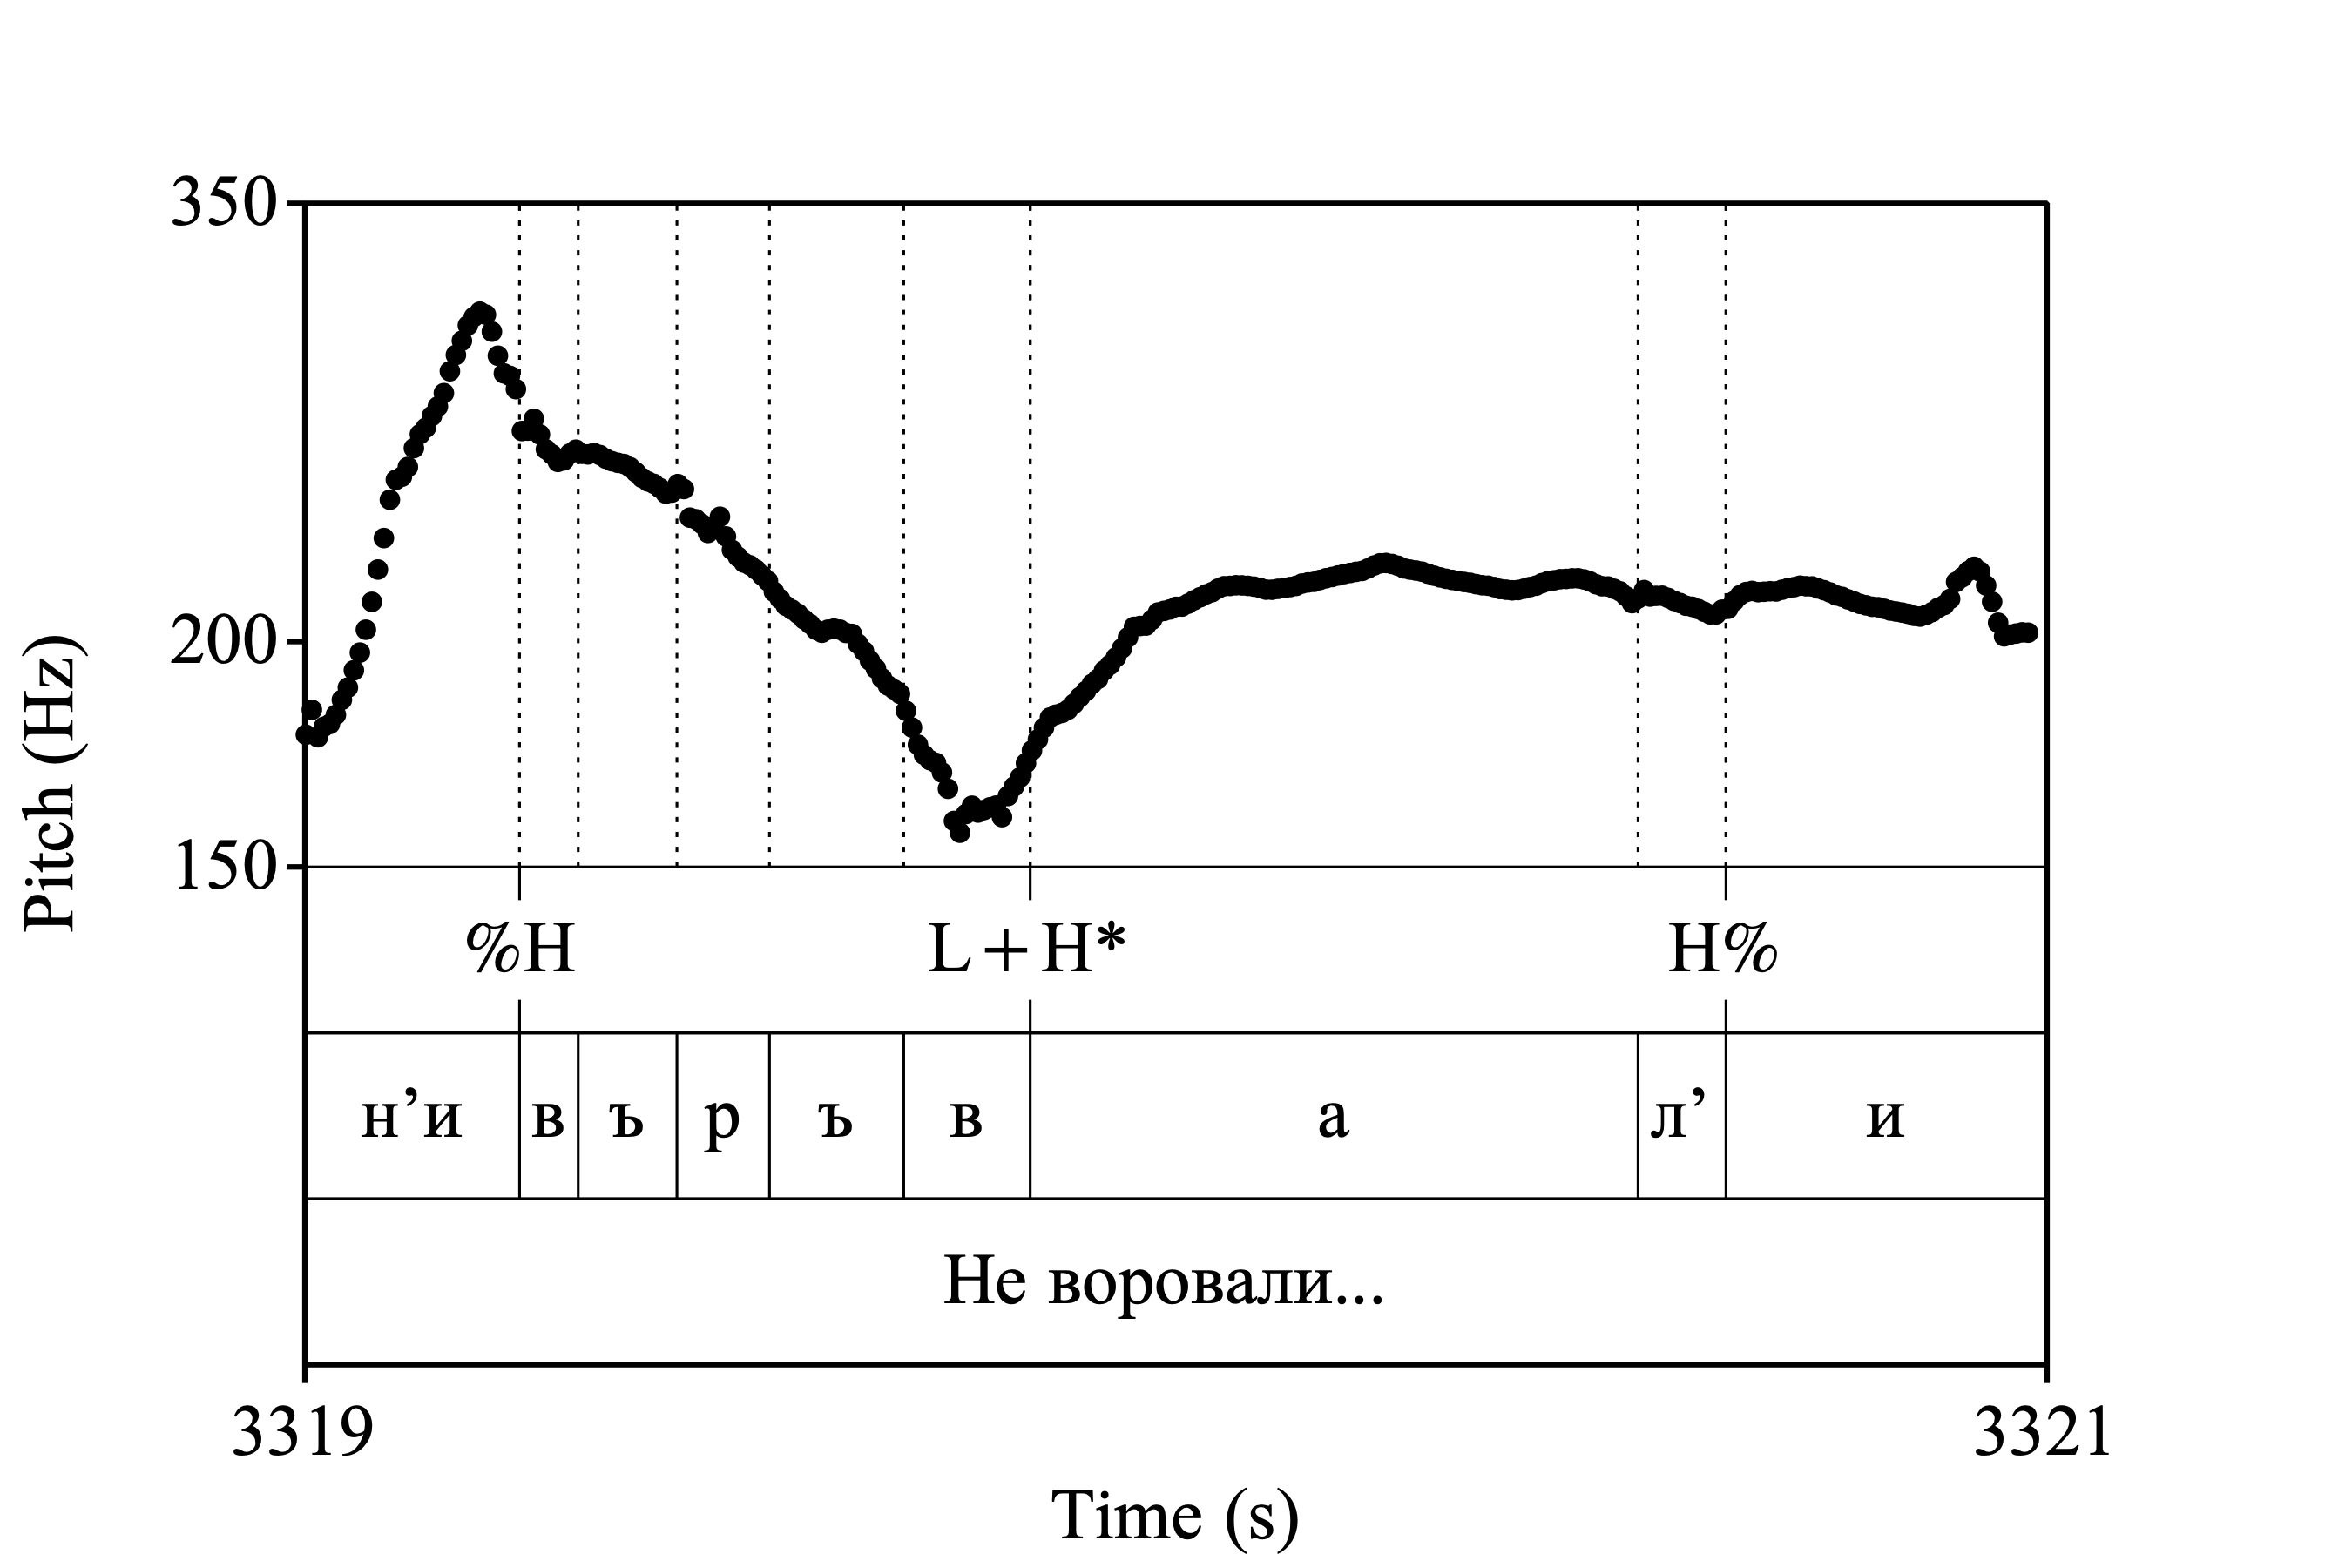 350
200
150
Pitch (Hz)
%H L+H* H%
н’и в ъ р ъ в а л’ и
Не воровали...
3319 3321
Time (s)